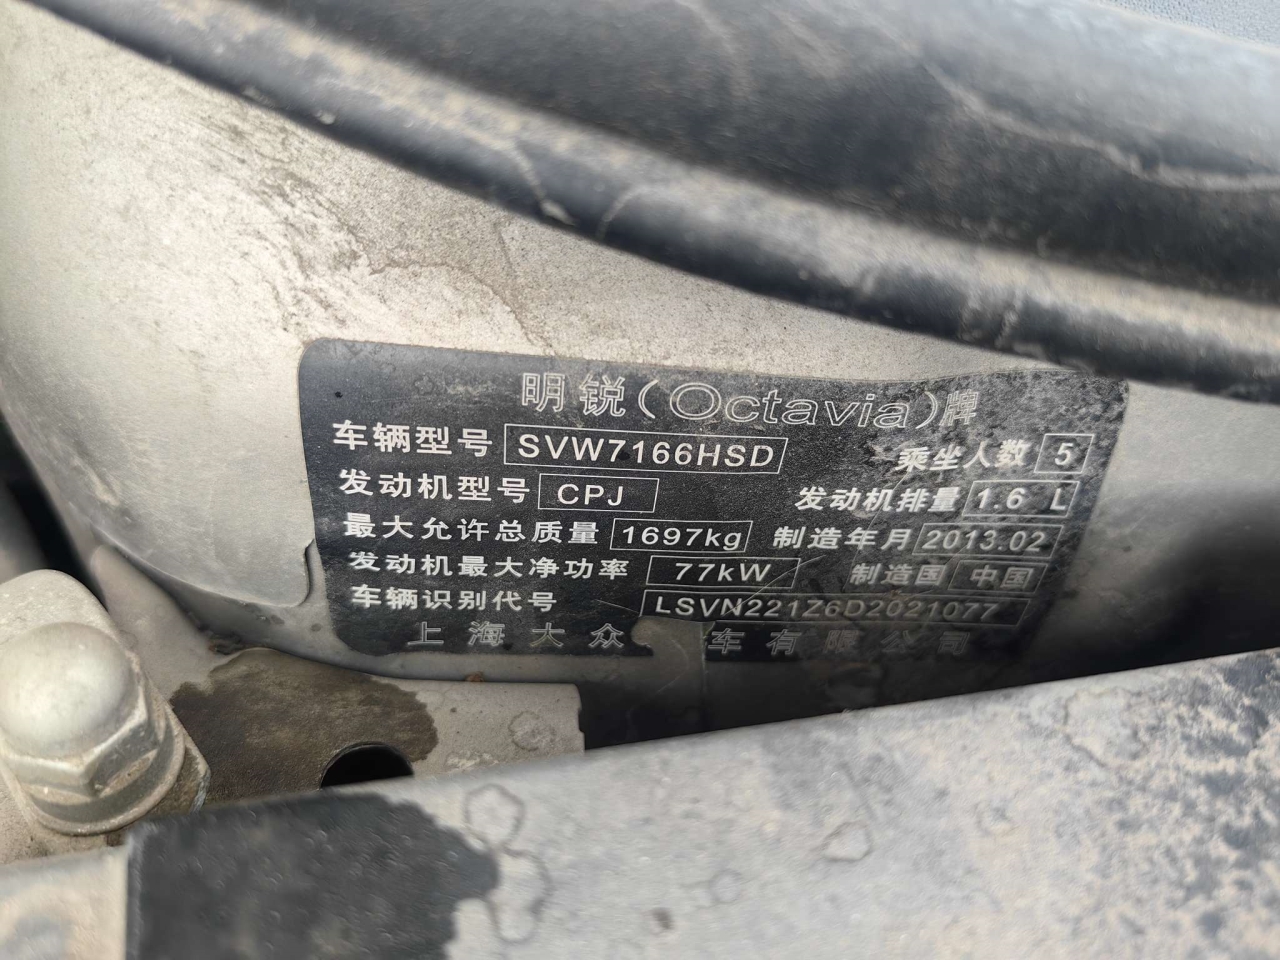 明锐(Octavia)牌
车辆型号 SVW7166HSD 乘坐人数 5
发动机型号 CPJ 发动机排量 1.6 L
最大允许总质量 1697kg 制造年月 2013.02
发动机最大净功率 77kW 制造国 中国
车辆识别代号 LSVN221Z6D2021077
上海大众 车有限公司